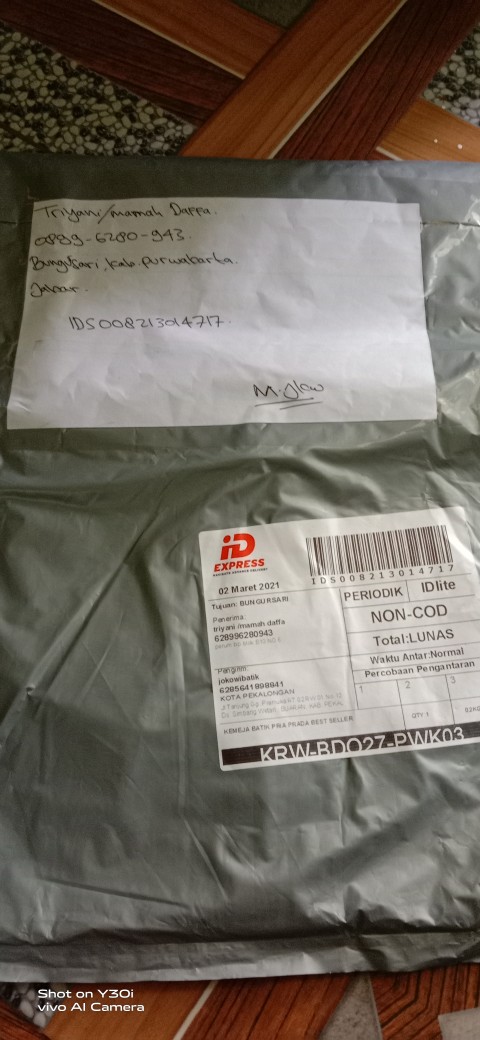 Triyani/mamah Daffa.
0899-6280-943.
Bungursari, kab. purwakarta.
Jabar.
IDS008213014717.
iD
EXPRESS
IDS008213014717
02 Maret 2021
PERIODIK
IDlite
Tujuan: BUNGURSARI
NON-COD
Penerima:
triyani /mamah daffa
628996280943
Total:LUNAS
Waktu Antar:Normal
Percobaan Pengantaran
1 2 3
Pengirim:
jokowibatik
KOTA PEKALONGAN
KEMEJA BATIK PRIA PRADA BEST SELLER
QTY 1
KRW-BDO27-PWK03
Shot on Y30i
vivo AI Camera